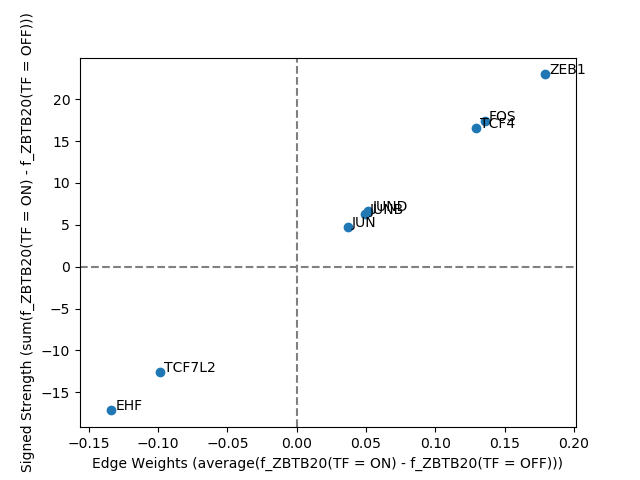 Signed Strength (sum(f_ZBTB20(TF = ON) - f_ZBTB20(TF = OFF)))
20
15
10
5
0
−5
−10
−15
ZEB1
FOS
TCF4
JUND
JUNB
JUN
TCF7L2
EHF
−0.15 −0.10 −0.05 0.00 0.05 0.10 0.15 0.20
Edge Weights (average(f_ZBTB20(TF = ON) - f_ZBTB20(TF = OFF)))